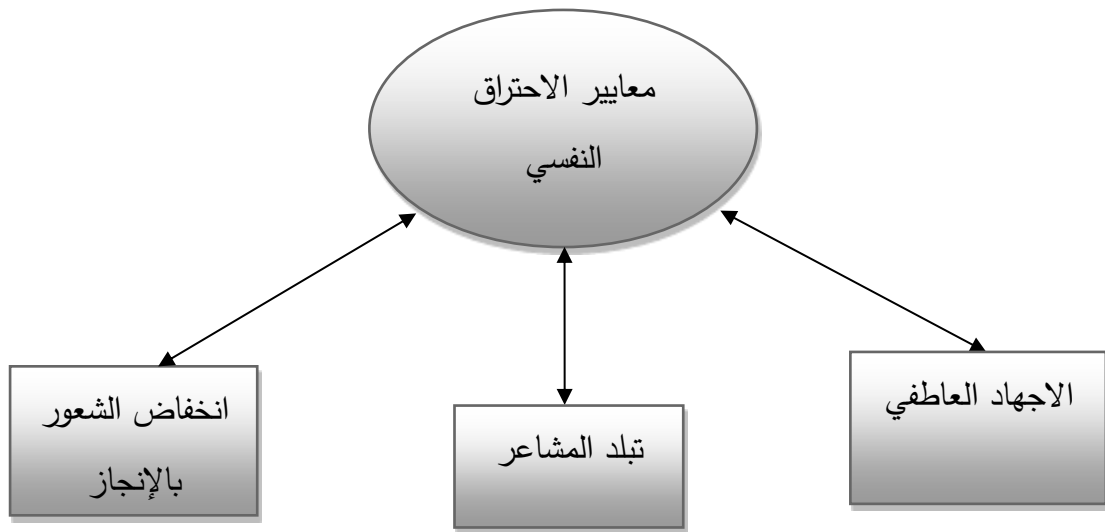 معايير الاحتراق
النفسي
الاجهاد العاطفي
تبلد المشاعر
انخفاض الشعور
بالإنجاز